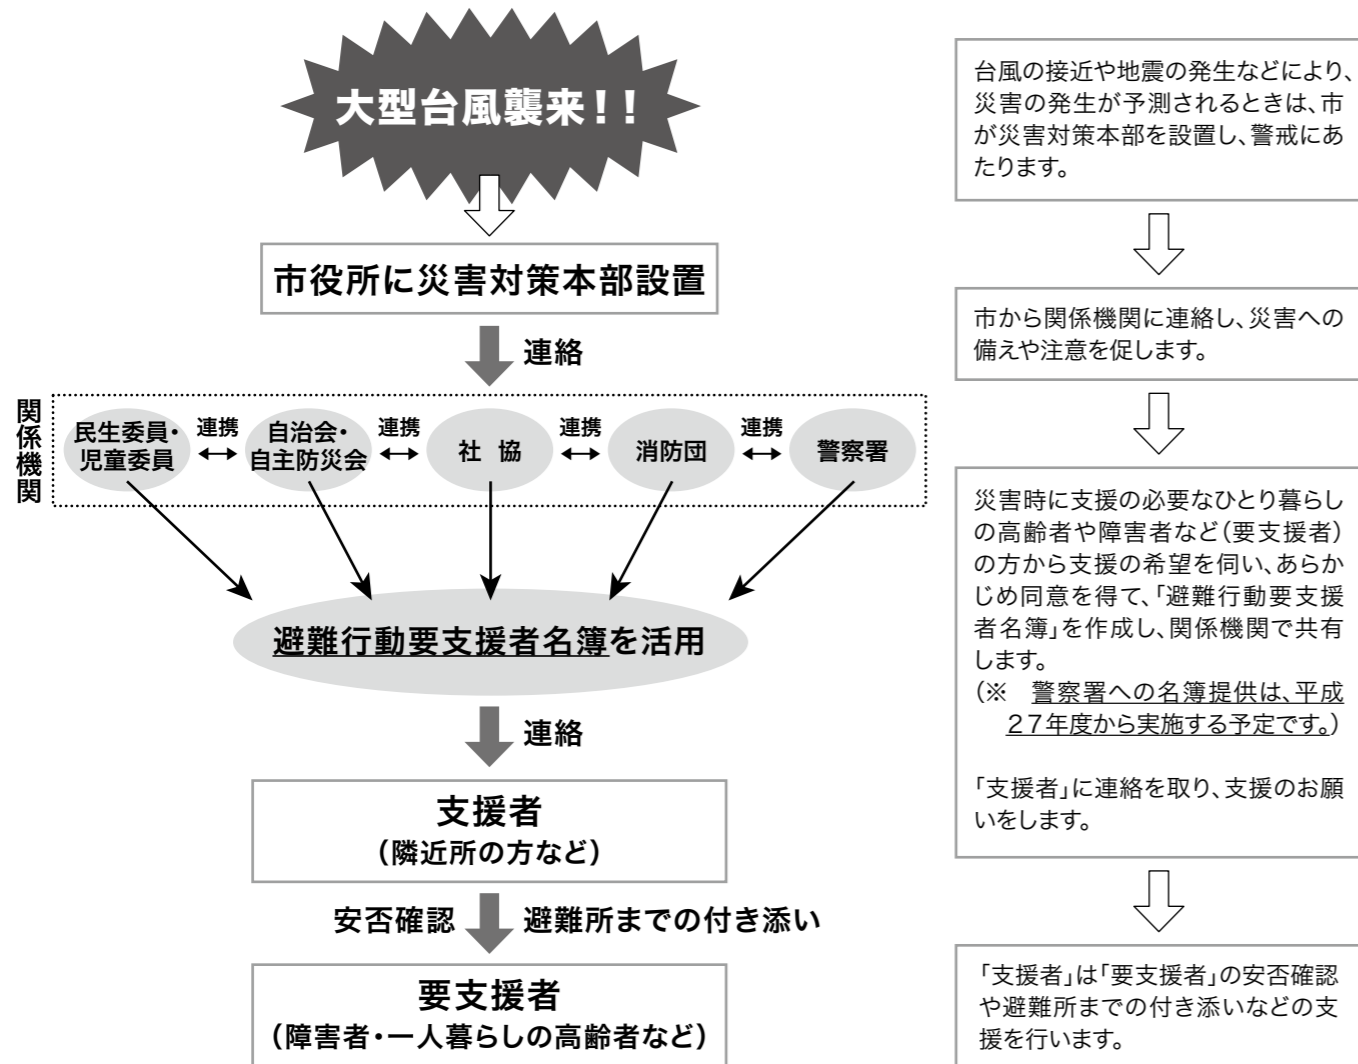 大型台風襲来!!
市役所に災害対策本部設置
連絡
関係機関
民生委員・
児童委員
連携
自治会・
自主防災会
連携
社 協
連携
消防団
連携
警察署
避難行動要支援者名簿を活用
連絡
支援者
(隣近所の方など)
安否確認
避難所までの付き添い
要支援者
(障害者・一人暮らしの高齢者など)
台風の接近や地震の発生などにより、
災害の発生が予測されるときは、市
が災害対策本部を設置し、警戒にあ
たります。
市から関係機関に連絡し、災害への
備えや注意を促します。
災害時に支援の必要なひとり暮らし
の高齢者や障害者など(要支援者)
の方から支援の希望を伺い、あらか
じめ同意を得て、「避難行動要支援
者名簿」を作成し、関係機関で共有
します。
(※ 警察署への名簿提供は、平成
27年度から実施する予定です。)
「支援者」に連絡を取り、支援のお願
いをします。
「支援者」は「要支援者」の安否確認
や避難所までの付き添いなどの支
援を行います。